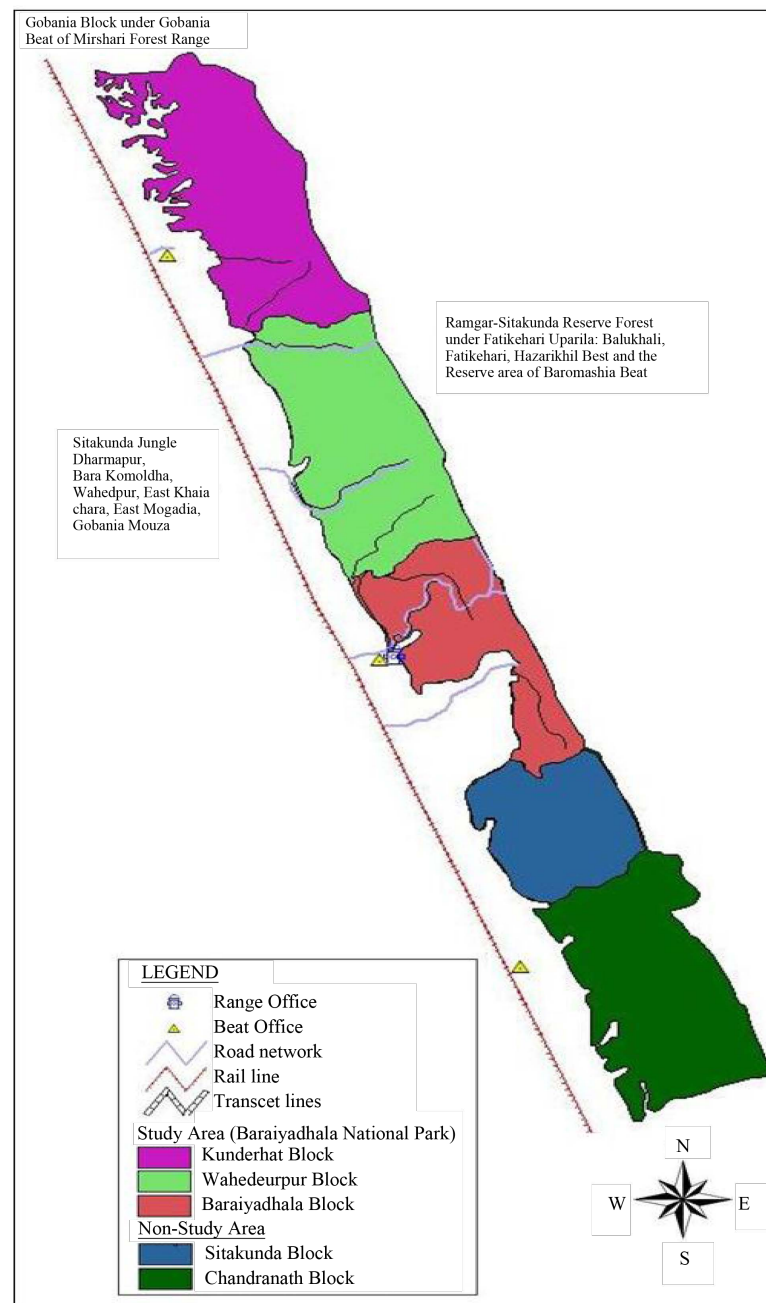 Gobania Block under Gobania
Beat of Mirshari Forest Range
Ramgar-Sitakunda Reserve Forest
under Fatikehari Uparila: Balukhali,
Fatikehari, Hazarikhil Best and the
Reserve area of Baromashia Beat
Sitakunda Jungle
Dharmapur,
Bara Komoldha,
Wahedpur, East Khaia
chara, East Mogadia,
Gobania Mouza
LEGEND
Range Office
Beat Office
Road network
Rail line
Transcet lines
Study Area (Baraiyadhala National Park)
Kunderhat Block
Wahedeurpur Block
Baraiyadhala Block
Non-Study Area
Sitakunda Block
Chandranath Block
N
W
E
S